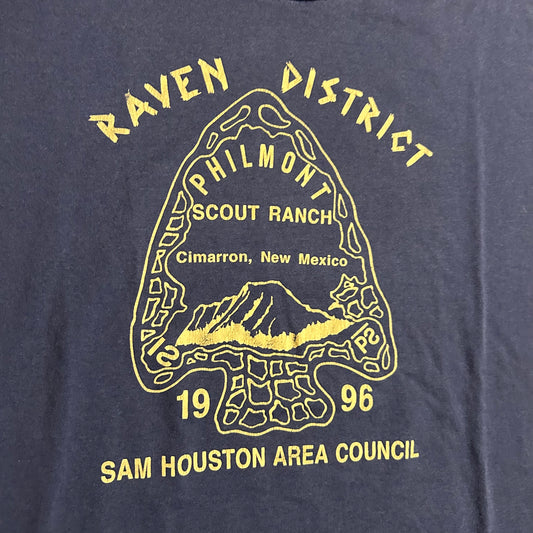 RAVEN DISTRICT
PHILMONT
SCOUT RANCH
Cimarron, New Mexico
19 96
SAM HOUSTON AREA COUNCIL